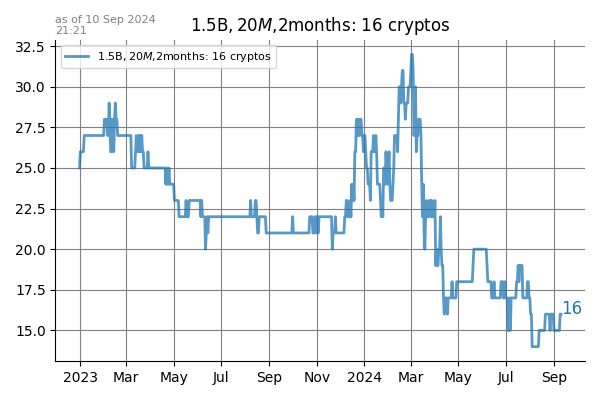 as of 10 Sep 2024
21:21
1.5B, 20M,2months: 16 cryptos
1.5B, 20M,2months: 16 cryptos
32.5
30.0
27.5
25.0
22.5
20.0
17.5
15.0
16
2023 Mar May Jul Sep Nov 2024 Mar May Jul Sep